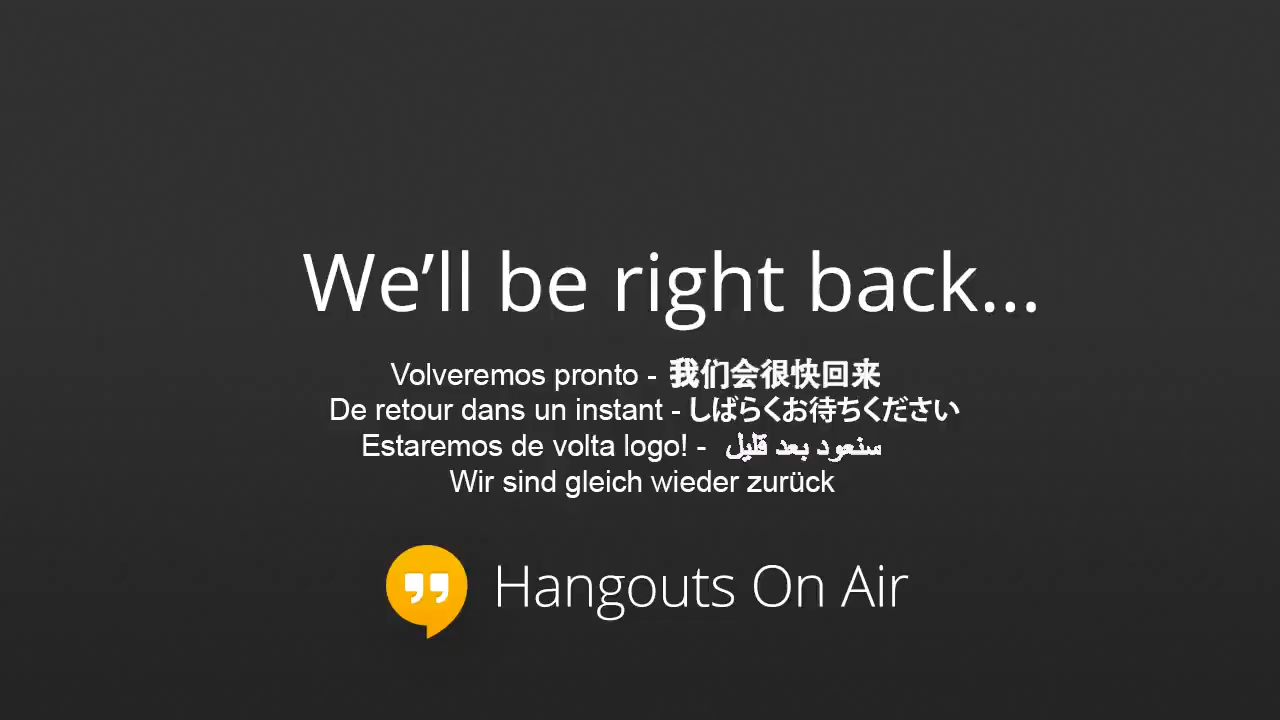 We’ll be right back...
Volveremos pronto - 我们会很快回来
De retour dans un instant - しばらくお待ちください
Estaremos de volta logo! - سنعود بعد قليل
Wir sind gleich wieder zurück
Hangouts On Air